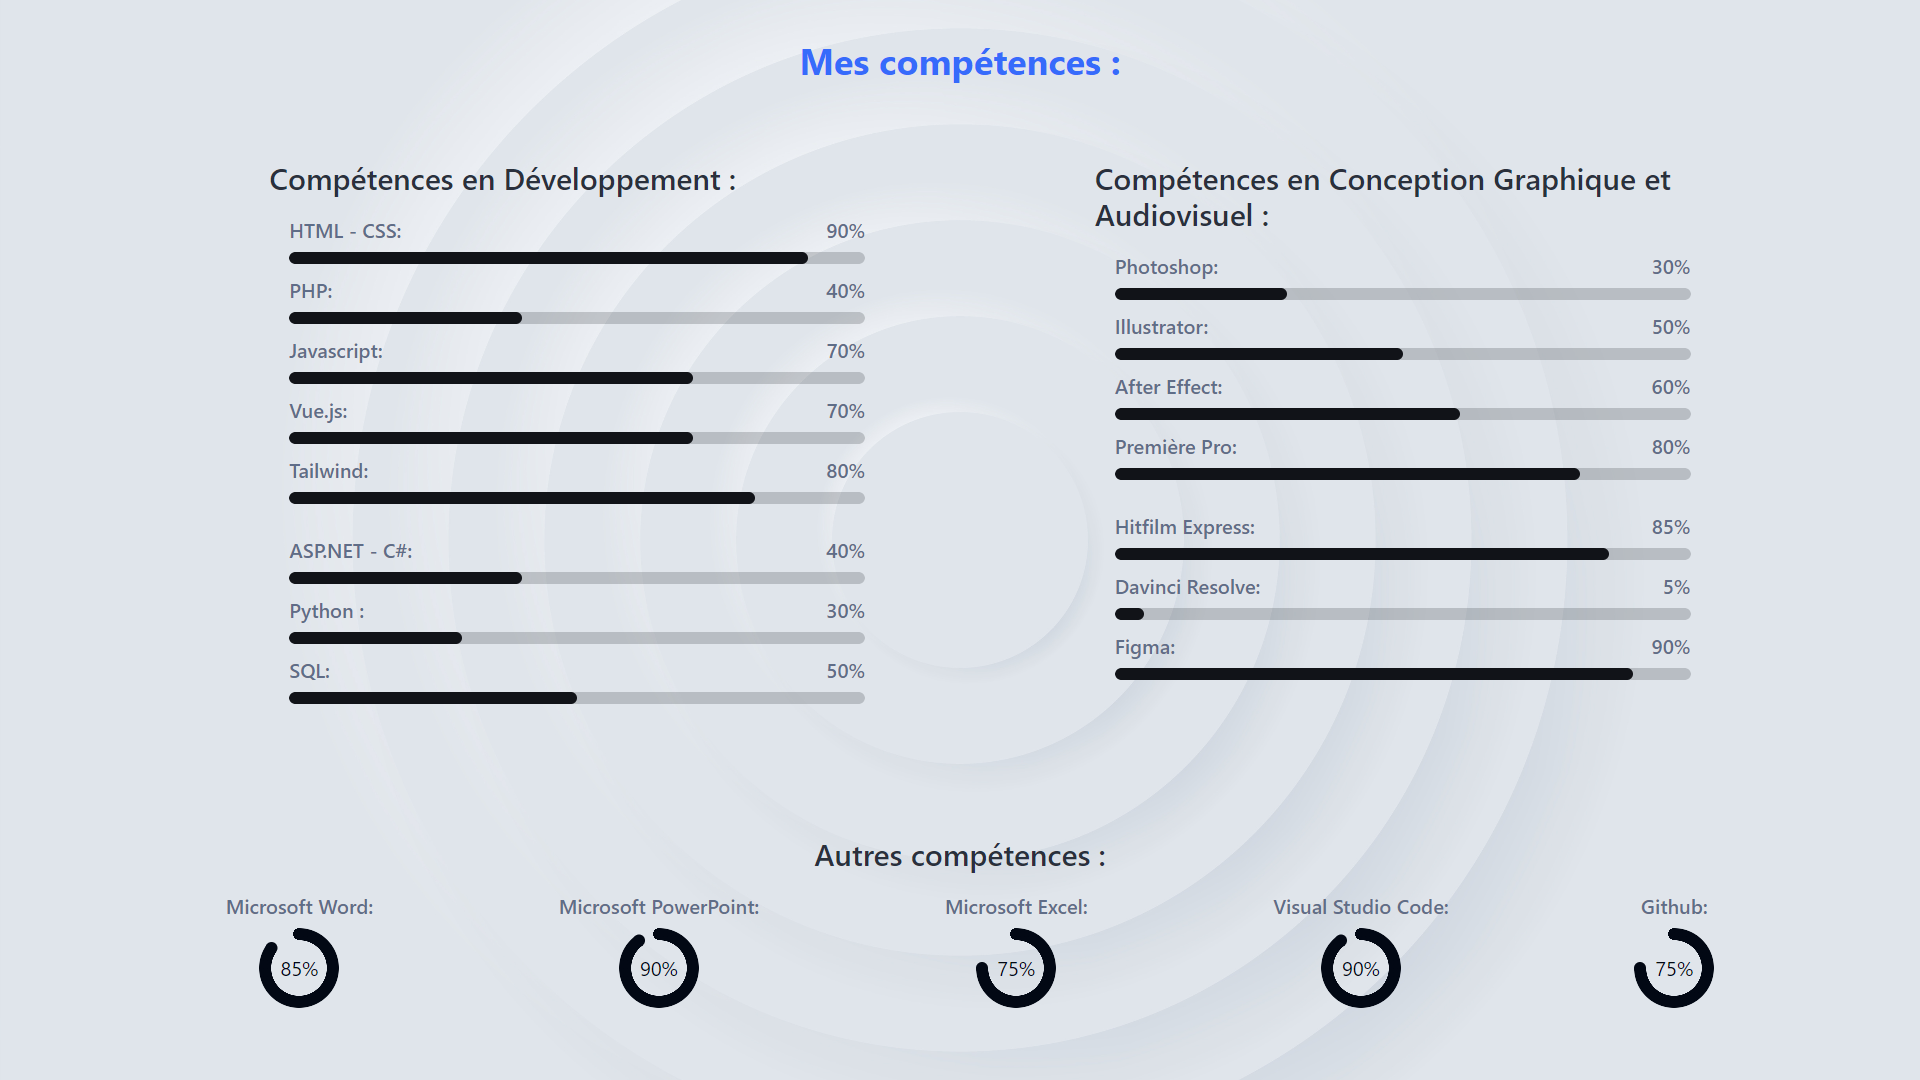 Mes compétences :
Compétences en Développement :
HTML - CSS: 90%
PHP: 40%
Javascript: 70%
Vue.js: 70%
Tailwind: 80%
ASP.NET - C#: 40%
Python : 30%
SQL: 50%
Compétences en Conception Graphique et
Audiovisuel :
Photoshop: 30%
Illustrator: 50%
After Effect: 60%
Première Pro: 80%
Hitfilm Express: 85%
Davinci Resolve: 5%
Figma: 90%
Autres compétences :
Microsoft Word: Microsoft PowerPoint: Microsoft Excel: Visual Studio Code: Github:
85% 90% 75% 90% 75%